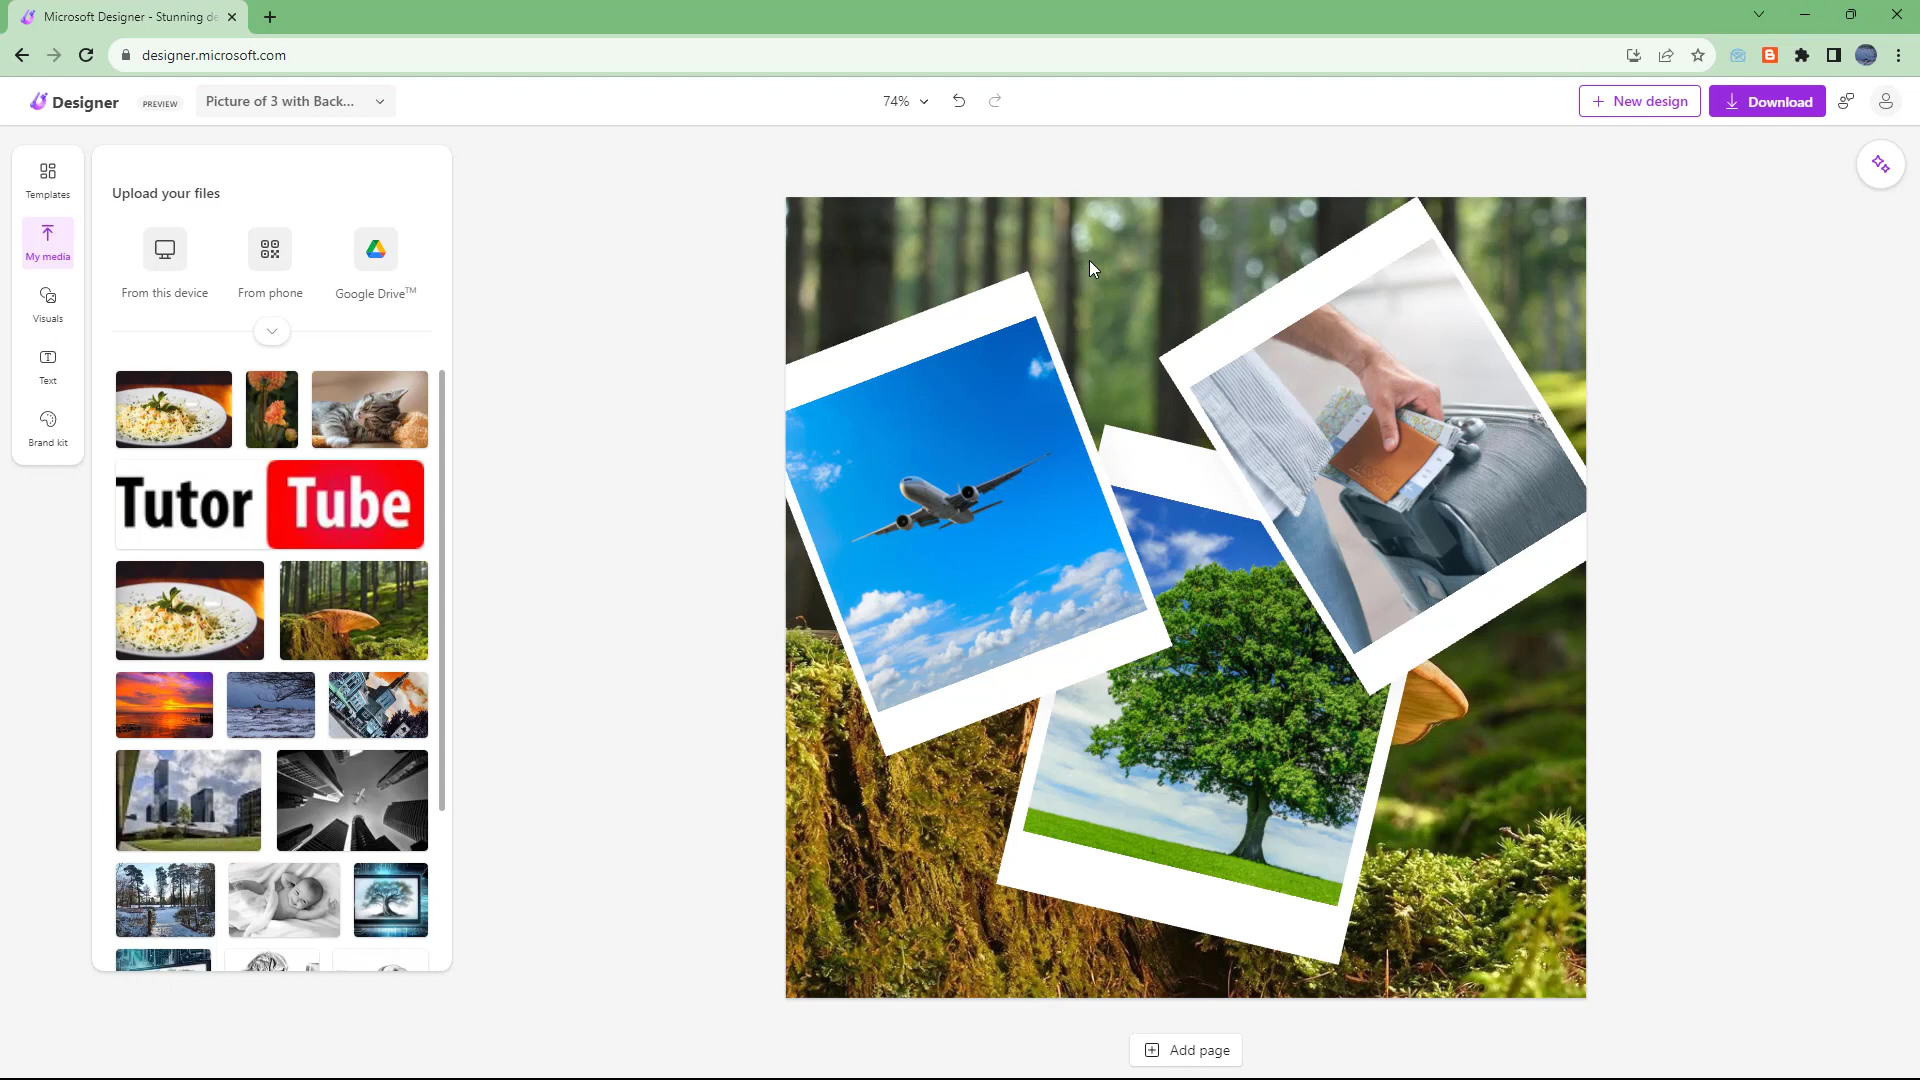 Microsoft Designer - Stunning de
designer.microsoft.com
Designer PREVIEW Picture of 3 with Back... 74% New design Download
Templates
My media
Visuals
Text
Brand kit
Upload your files
From this device From phone Google Drive™
Tutor Tube
Add page